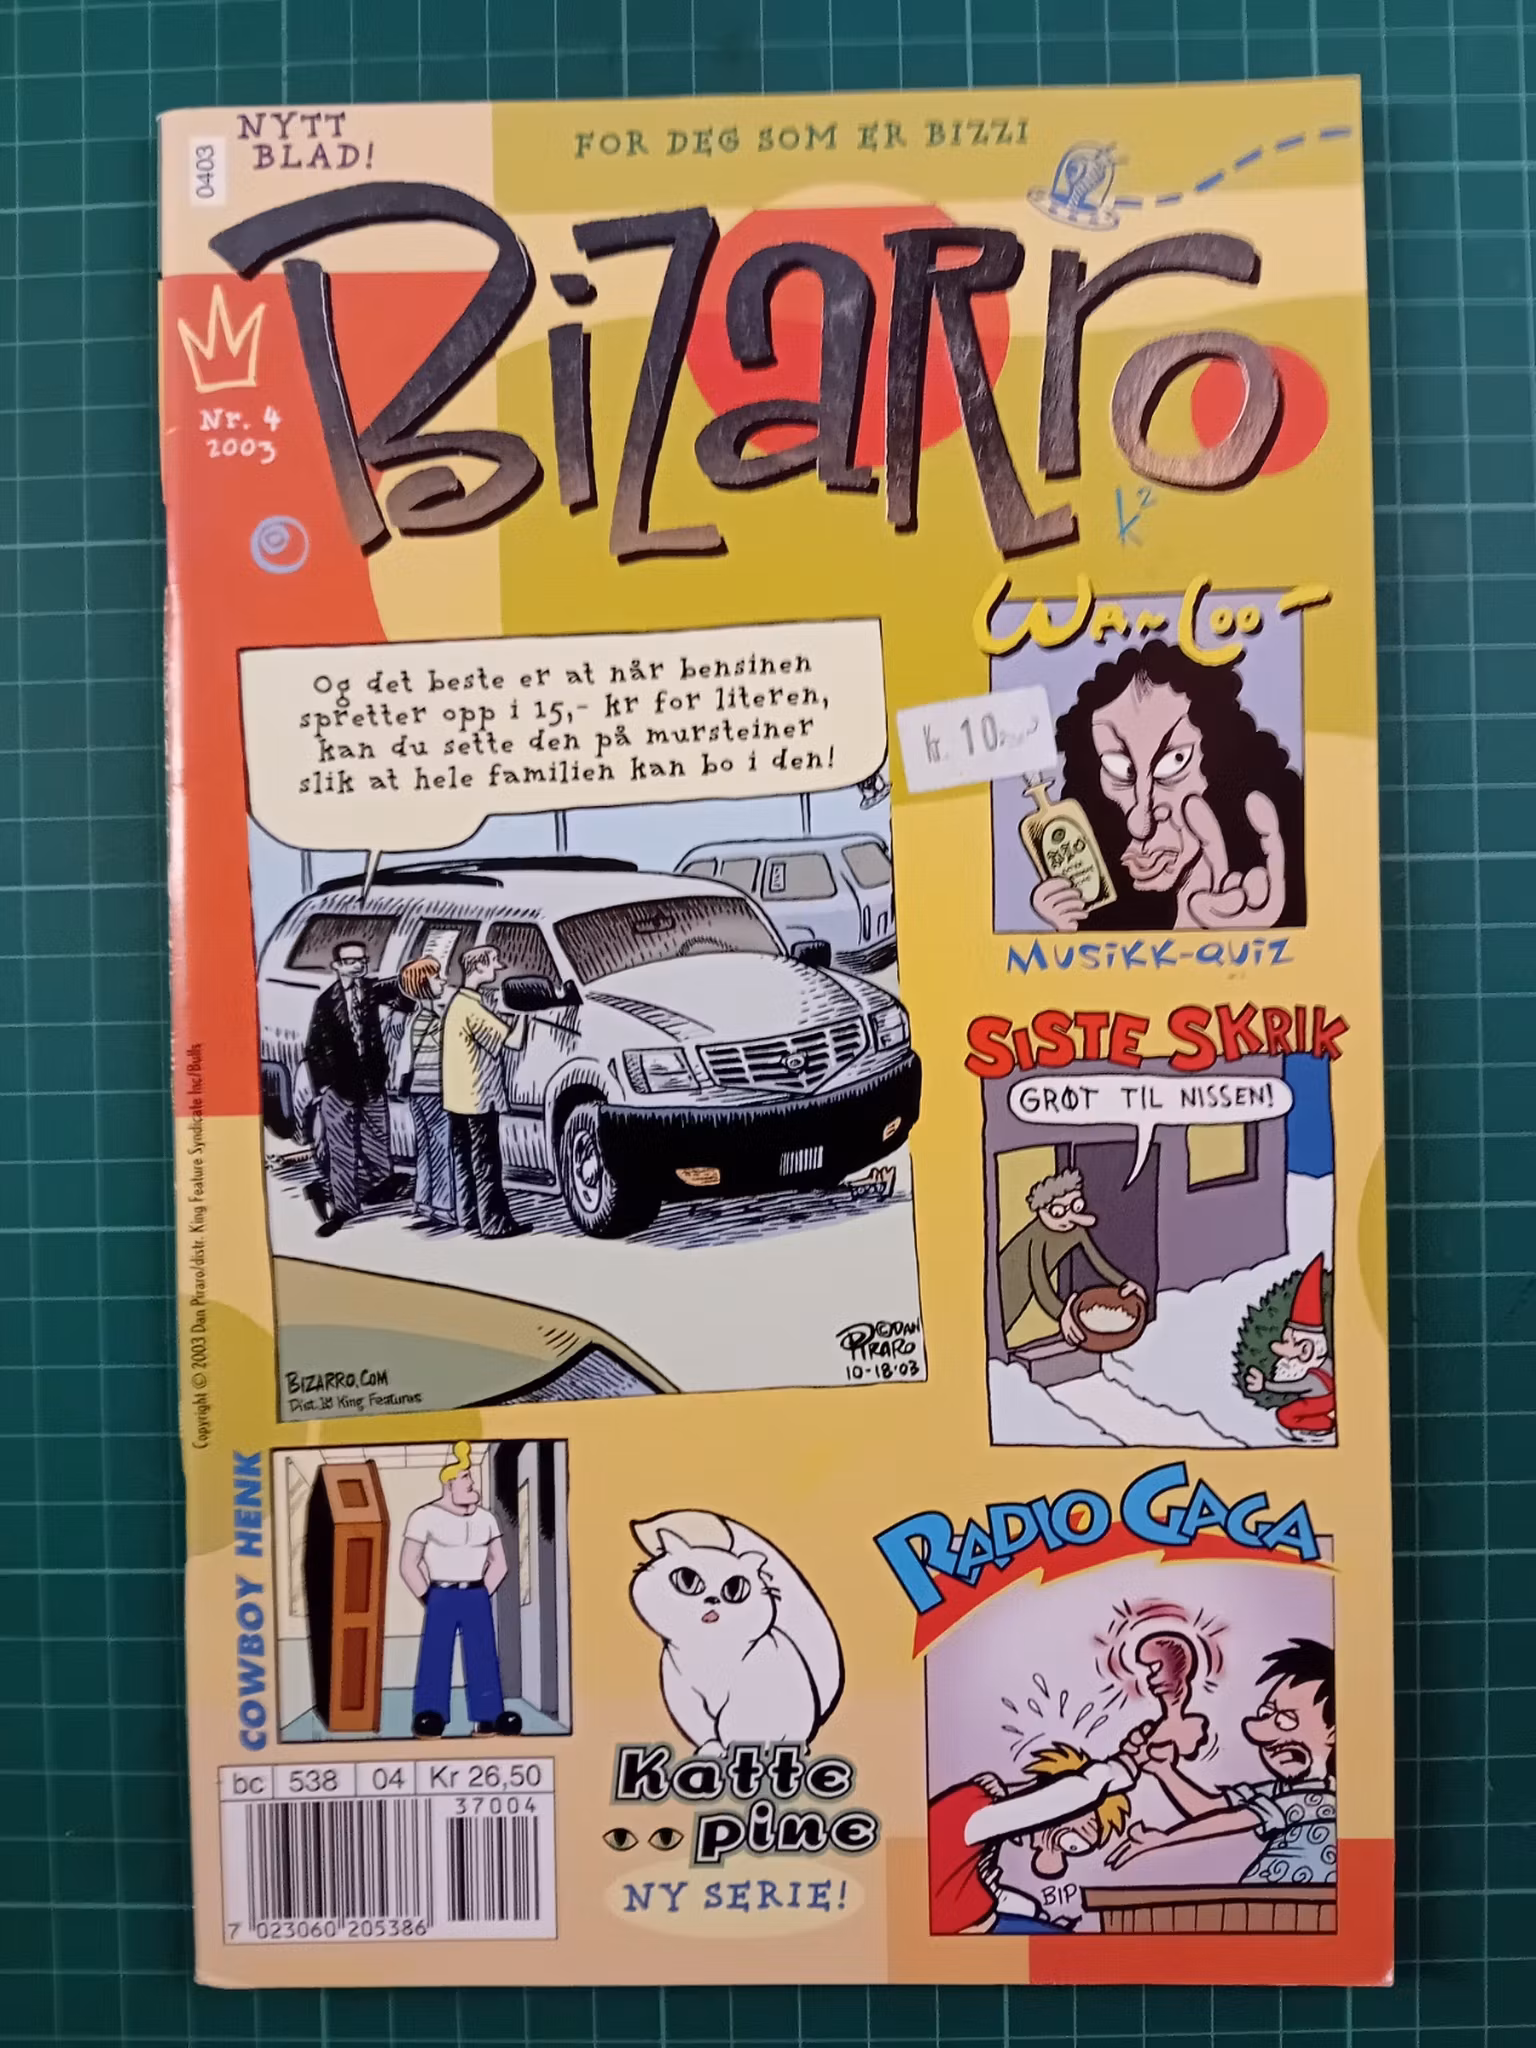 NYTT
BLAD!
FOR DEG SOM ER BIZZI
0403
BiZaRRo
Nr. 4
2003
k²
Wan Coo
Og det beste er at når bensinen
spretter opp i 15,- kr for literen,
kan du sette den på mursteiner
slik at hele familien kan bo i den!
kr. 10
MUSiKK-QUiZ
SiSTE SKRiK
GRØT TIL NISSEN!
©DAN
PiRARO
10-18-03
BIZARRO.COM
Dist. by King Features
Copyright © 2003 Dan Piraro/distr. King Feature Syndicate Inc/Bulls
COWBOY HENK
RADIO GAGA
Katte
pine
NY SERIE!
BIP
bc 538 04 Kr 26,50
37004
7 023060 205386